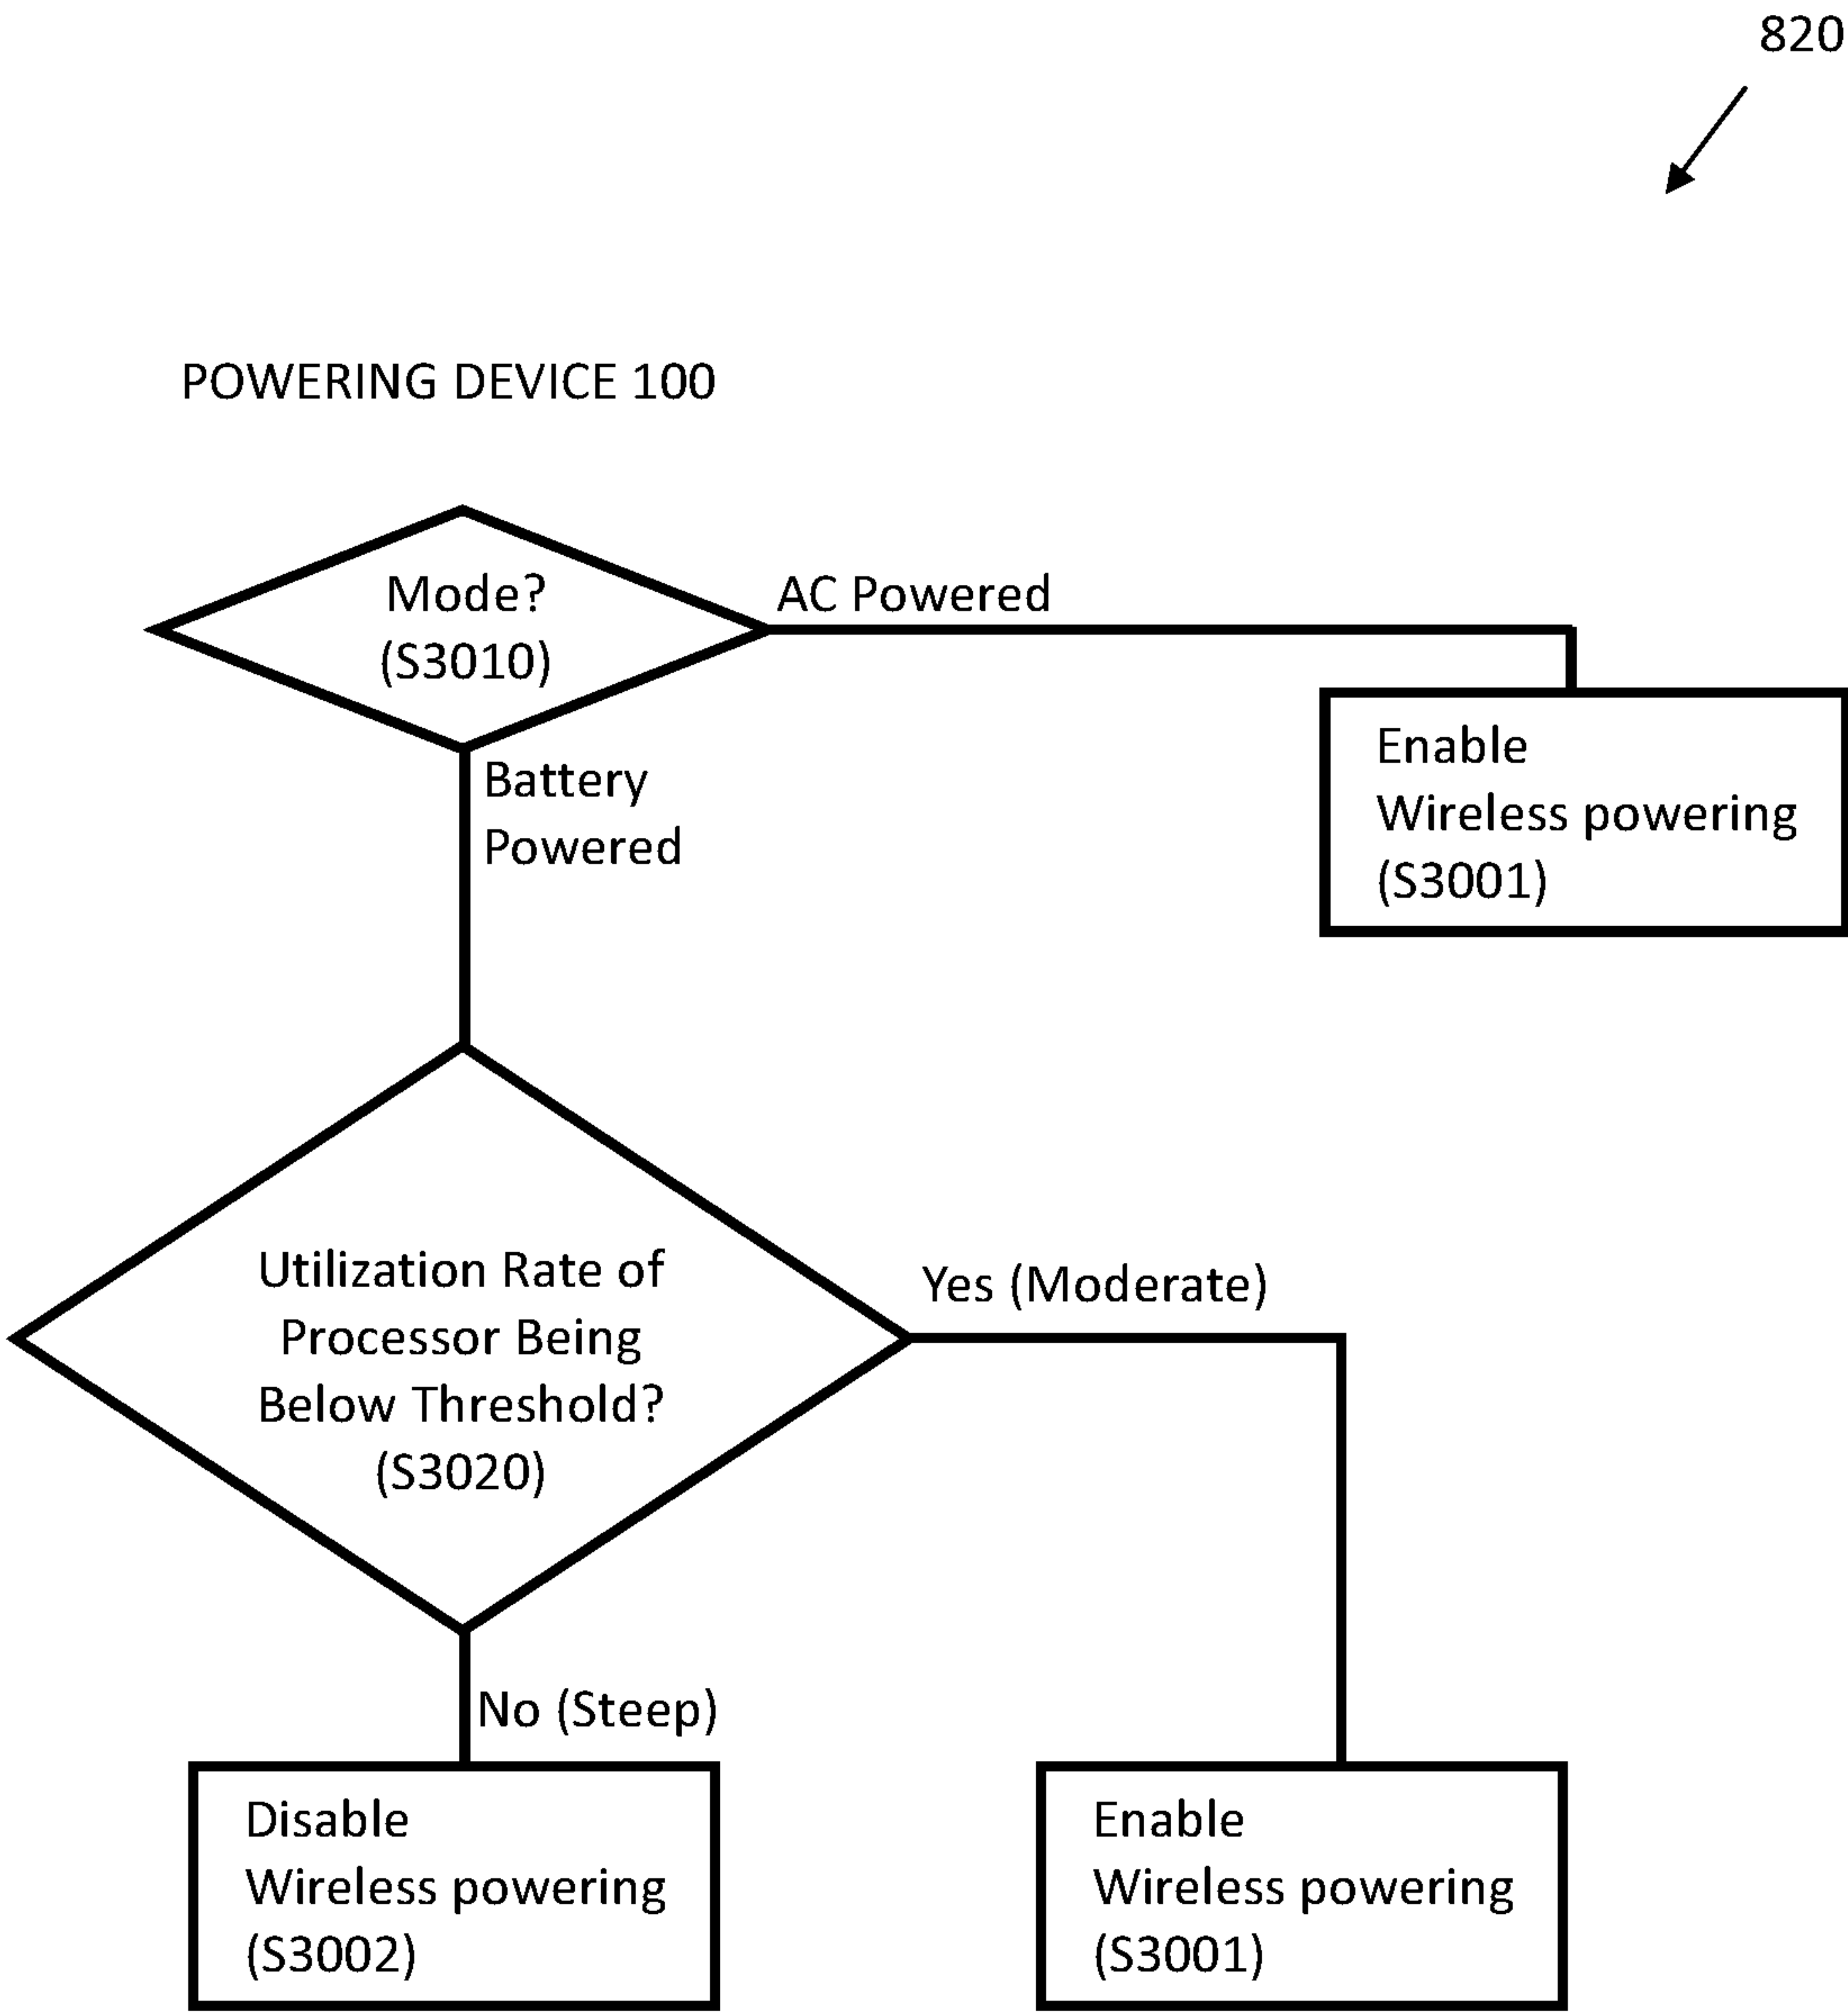 820
POWERING DEVICE 100
Mode?
(S3010)
AC Powered
Enable
Wireless powering
(S3001)
Battery
Powered
Utilization Rate of
Processor Being
Below Threshold?
(S3020)
Yes (Moderate)
No (Steep)
Disable
Wireless powering
(S3002)
Enable
Wireless powering
(S3001)